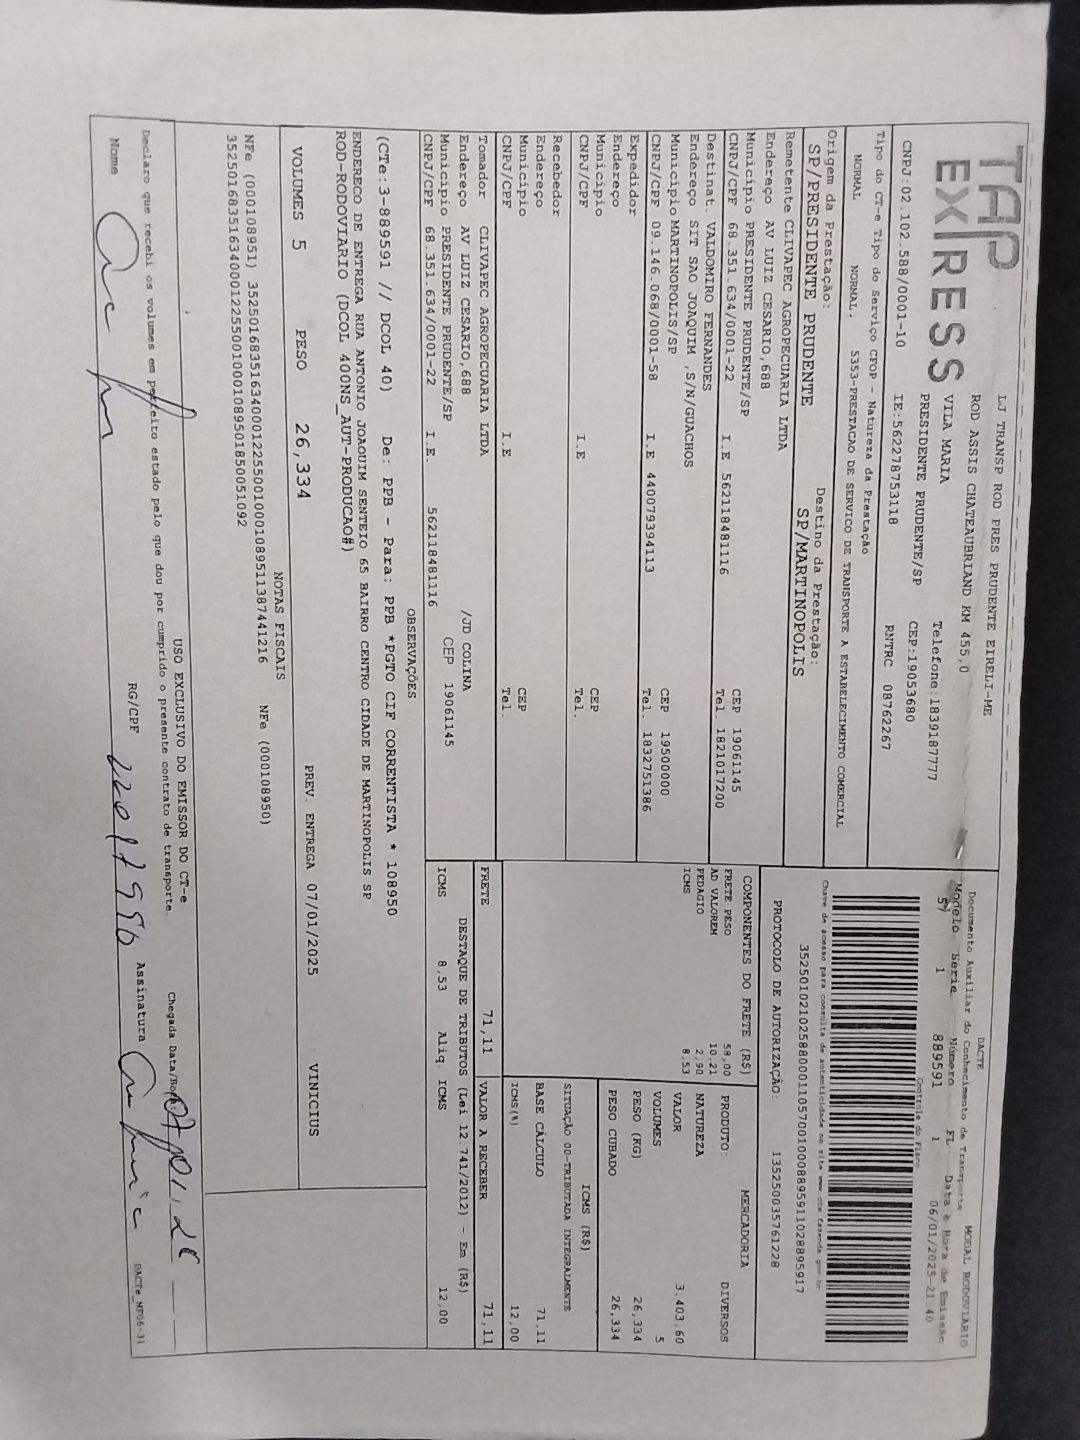 TAP
EXPRESS
LJ TRANSP ROD PRES PRUDENTE EIRELI-ME
ROD ASSIS CHATEAUBRIAND KM 455,0
VILA MARIA Telefone:1839187777
PRESIDENTE PRUDENTE/SP CEP:19053680
CNPJ:02.102.588/0001-10 IE:562278753118 RNTRC 08762267
Tipo do CT-e Tipo do Serviço CFOP - Natureza da Prestação
NORMAL NORMAL, 5353-PRESTACAO DE SERVICO DE TRANSPORTE A ESTABELECIMENTO COMERCIAL
Origem da Prestação: Destino da Prestação:
SP/PRESIDENTE PRUDENTE SP/MARTINOPOLIS
Remetente CLIVAPEC AGROPECUARIA LTDA
Endereço AV LUIZ CESARIO,688
Município PRESIDENTE PRUDENTE/SP CEP 19061145
CNPJ/CPF 68.351.634/0001-22 I.E 562118481116 Tel. 1821017200
Destinat. VALDOMIRO FERNANDES
Endereço SIT SAO JOAQUIM ,S/N/GUACHOS
Município MARTINOPOLIS/SP CEP 19500000
CNPJ/CPF 09.146.068/0001-58 I.E 440079394113 Tel. 1832751386
Expedidor
Endereço
Município CEP
CNPJ/CPF I.E Tel.
Recebedor
Endereço
Município CEP
CNPJ/CPF I.E Tel.
Tomador CLIVAPEC AGROPECUARIA LTDA
Endereço AV LUIZ CESARIO,688 /JD COLINA
Município PRESIDENTE PRUDENTE/SP CEP 19061145
CNPJ/CPF 68.351.634/0001-22 I.E. 562118481116
DACTE MODAL RODOVIARIO
Documento Auxiliar do Conhecimento de Transporte
Modelo Série Número FL Data e Hora de Emissão
57 1 889591 1 06/01/2025-21:40
Controle do Fisco
Chave de acesso para consulta de autenticidade no site www.cte.fazenda.gov.br
35250102102588000110570010008895911028895917
PROTOCOLO DE AUTORIZAÇÃO: 135250035761228
COMPONENTES DO FRETE (R$)
FRETE PESO 58,00
AD VALOREM 10,21
PEDAGIO 2,90
ICMS 8,53
PRODUTO: MERCADORIA
NATUREZA DIVERSOS
VALOR 3.403,60
VOLUMES 5
PESO (KG) 26,334
PESO CUBADO 26,334
ICMS (R$)
SITUAÇÃO 00-TRIBUTADA INTEGRALMENTE
BASE CÁLCULO 71,11
ICMS(%) 12,00
FRETE 71,11 VALOR A RECEBER 71,11
DESTAQUE DE TRIBUTOS (Lei 12.741/2012) - Em (R$)
ICMS 8,53 Aliq. ICMS 12,00
OBSERVAÇÕES
(CTe:3-889591 // DCOL 40) De: PPB - Para: PPB *PGTO CIF CORRENTISTA * 108950
ENDERECO DE ENTREGA RUA ANTONIO JOAQUIM SENTEIO 65 BAIRRO CENTRO CIDADE DE MARTINOPOLIS SP
ROD-RODOVIARIO (DCOL 400NS_AUT-PRODUCAO#)
VOLUMES 5 PESO 26,334 PREV. ENTREGA 07/01/2025 VINICIUS
NOTAS FISCAIS
NFe (000108951) 35250168351634000122550010001089511387441216 NFe (000108950)
35250168351634000122550010001089501850051092
USO EXCLUSIVO DO EMISSOR DO CT-e
Declaro que recebi os volumes em perfeito estado pelo que dou por cumprido o presente contrato de transporte.
Chegada Data/Hora
Nome RG/CPF Assinatura
DACTe_MF06-31